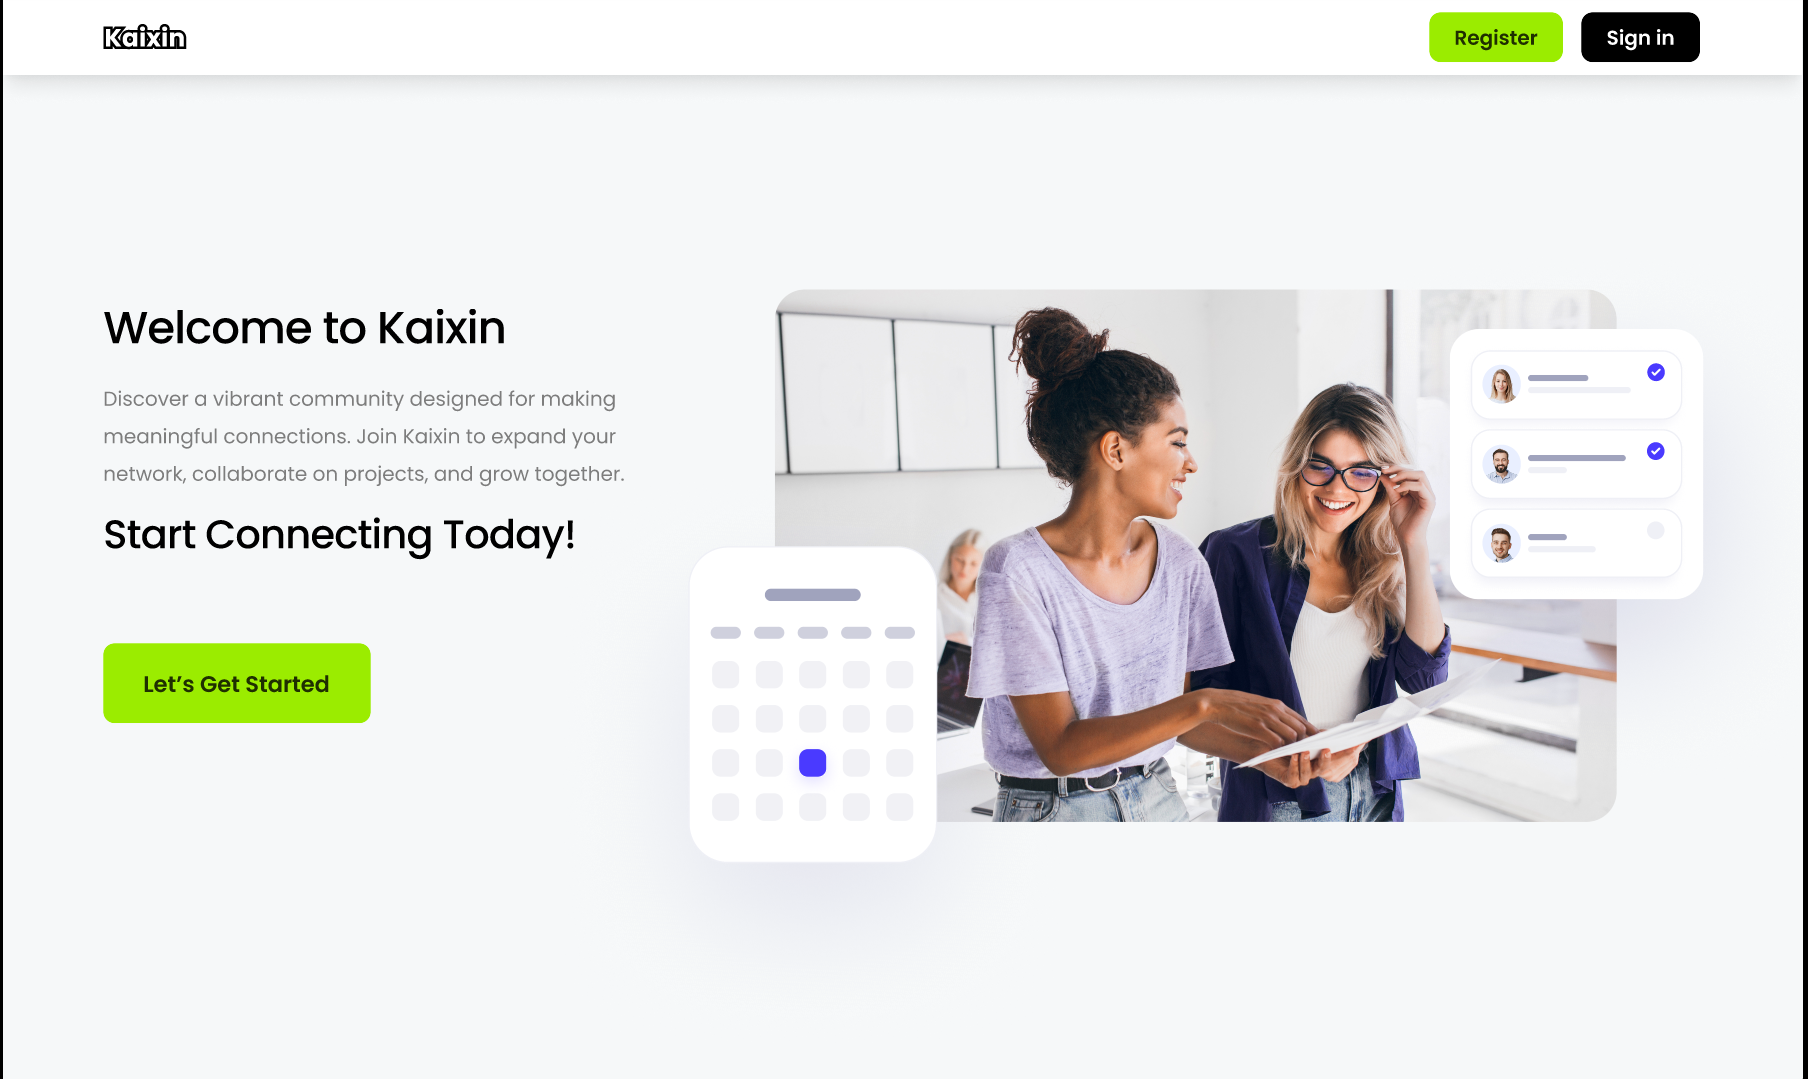 Kaixin
Register
Sign in
Welcome to Kaixin
Discover a vibrant community designed for making
meaningful connections. Join Kaixin to expand your
network, collaborate on projects, and grow together.
Start Connecting Today!
Let’s Get Started